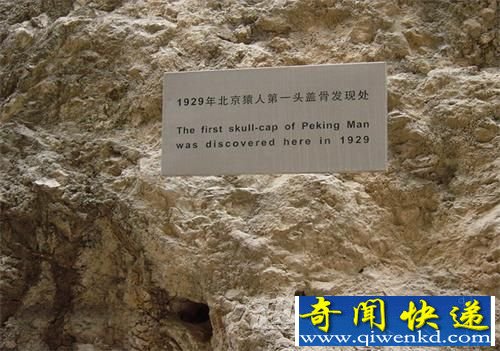 1929年北京猿人第一头盖骨发现处
The first skull-cap of Peking Man
was discovered here in 1929
奇闻快递
www.qiwenkd.com